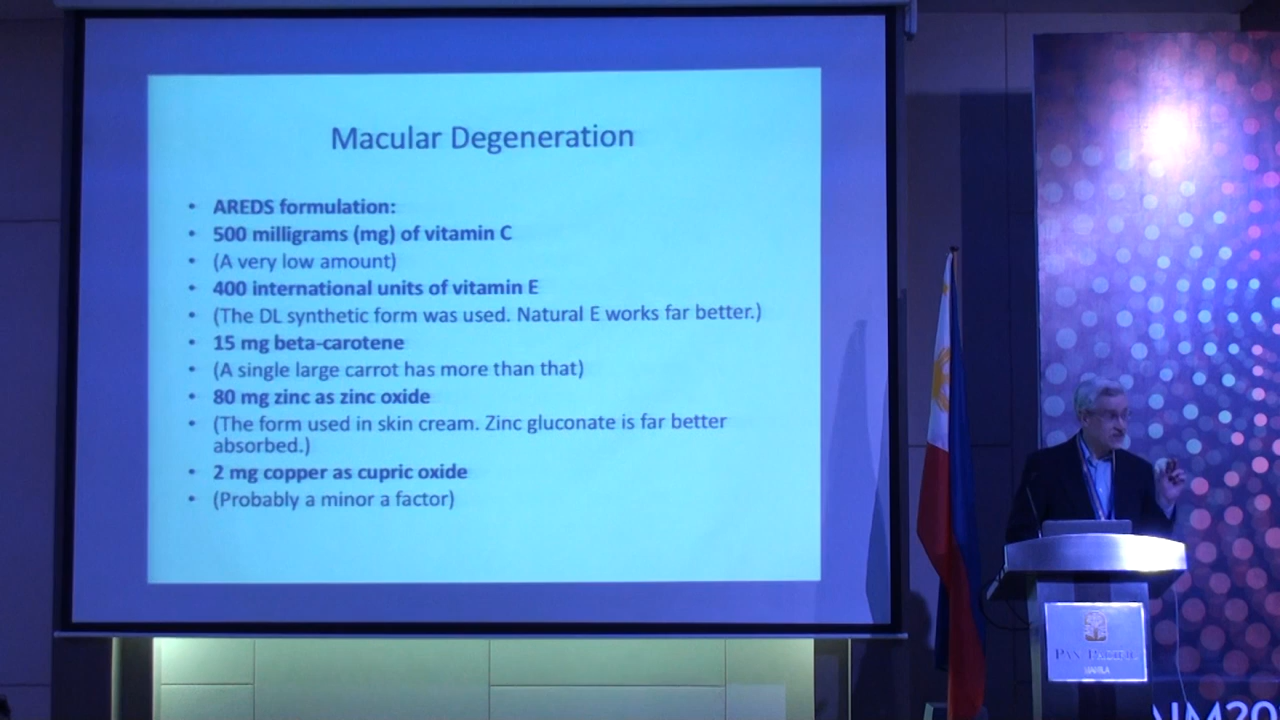 Macular Degeneration
• AREDS formulation:
• 500 milligrams (mg) of vitamin C
• (A very low amount)
• 400 international units of vitamin E
• (The DL synthetic form was used. Natural E works far better.)
• 15 mg beta-carotene
• (A single large carrot has more than that)
• 80 mg zinc as zinc oxide
• (The form used in skin cream. Zinc gluconate is far better
absorbed.)
• 2 mg copper as cupric oxide
• (Probably a minor a factor)
PAN PACIFIC
MANILA